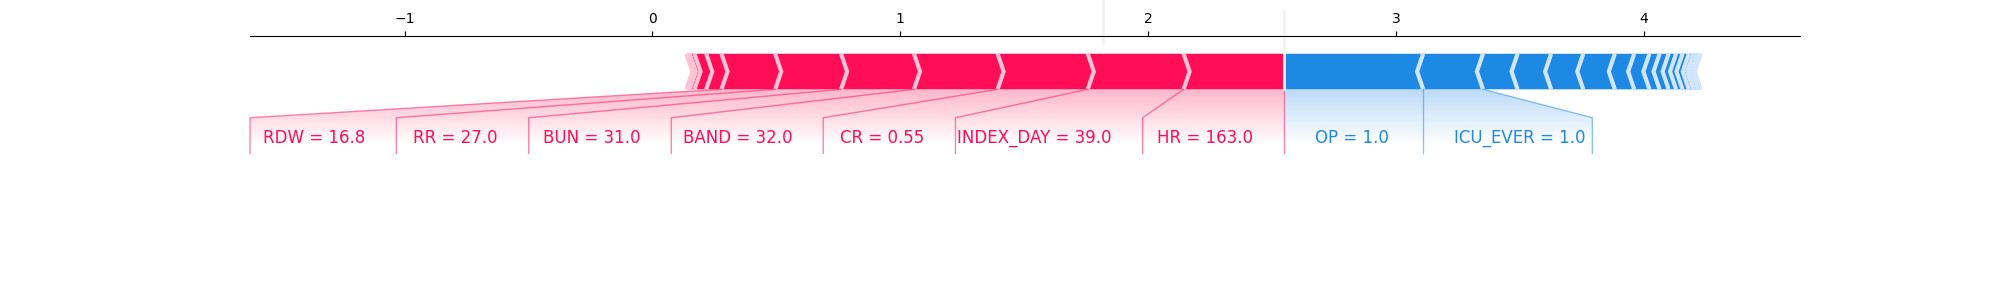 −1 0 1 2 3 4
RDW = 16.8 RR = 27.0 BUN = 31.0 BAND = 32.0 CR = 0.55 INDEX_DAY = 39.0 HR = 163.0 OP = 1.0 ICU_EVER = 1.0